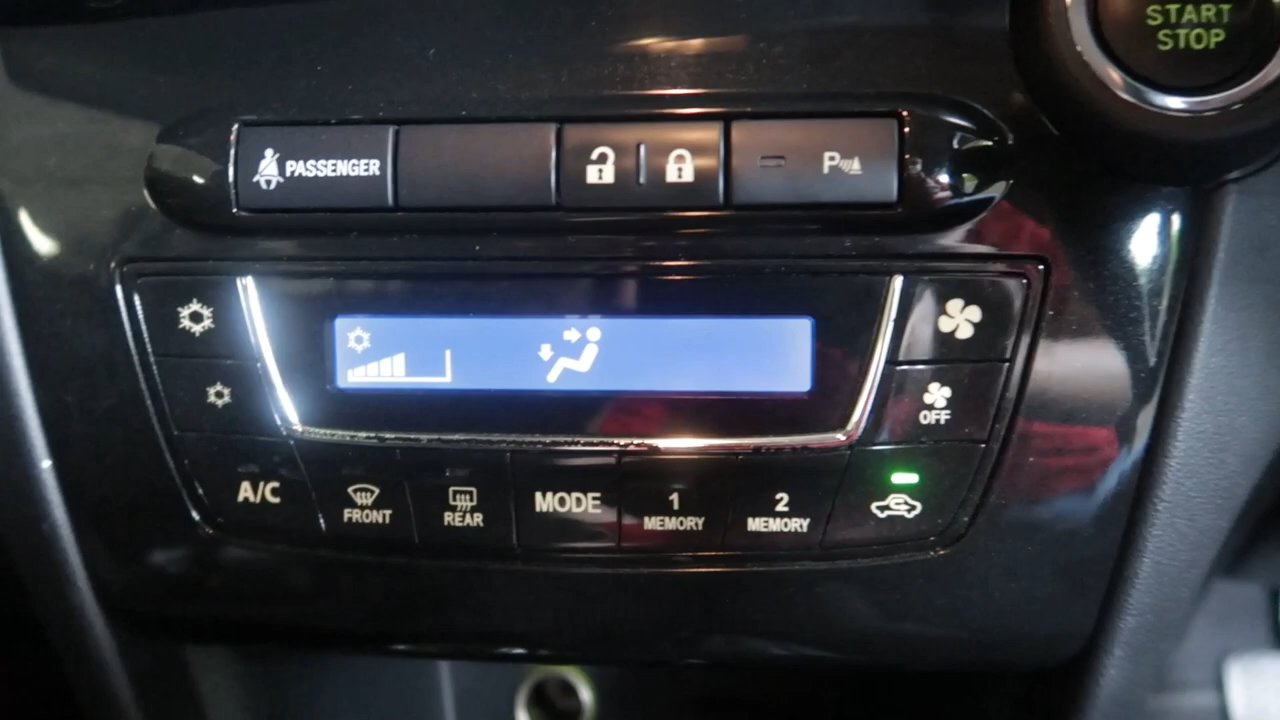 START
STOP
PASSENGER
P
OFF
A/C
FRONT
REAR
MODE
1
MEMORY
2
MEMORY